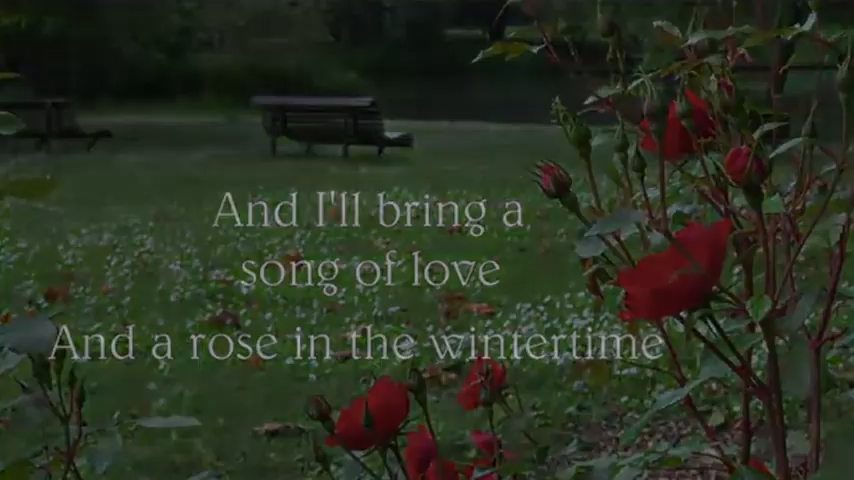 And I'll bring a
song of love
And a rose in the wintertime